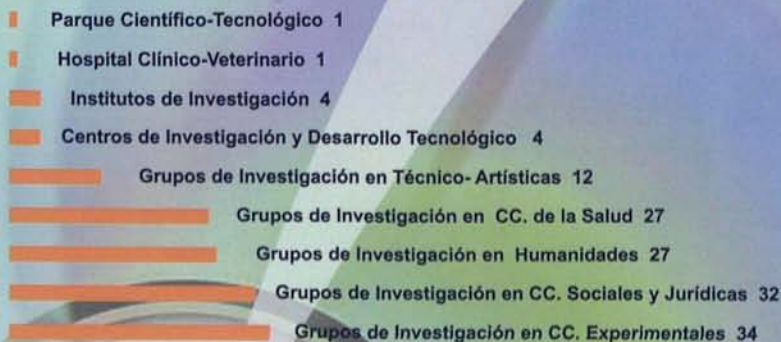 Parque Científico-Tecnológico 1
Hospital Clínico-Veterinario 1
Institutos de Investigación 4
Centros de Investigación y Desarrollo Tecnológico 4
Grupos de Investigación en Técnico- Artísticas 12
Grupos de Investigación en CC. de la Salud 27
Grupos de Investigación en Humanidades 27
Grupos de Investigación en CC. Sociales y Jurídicas 32
Grupos de Investigación en CC. Experimentales 34